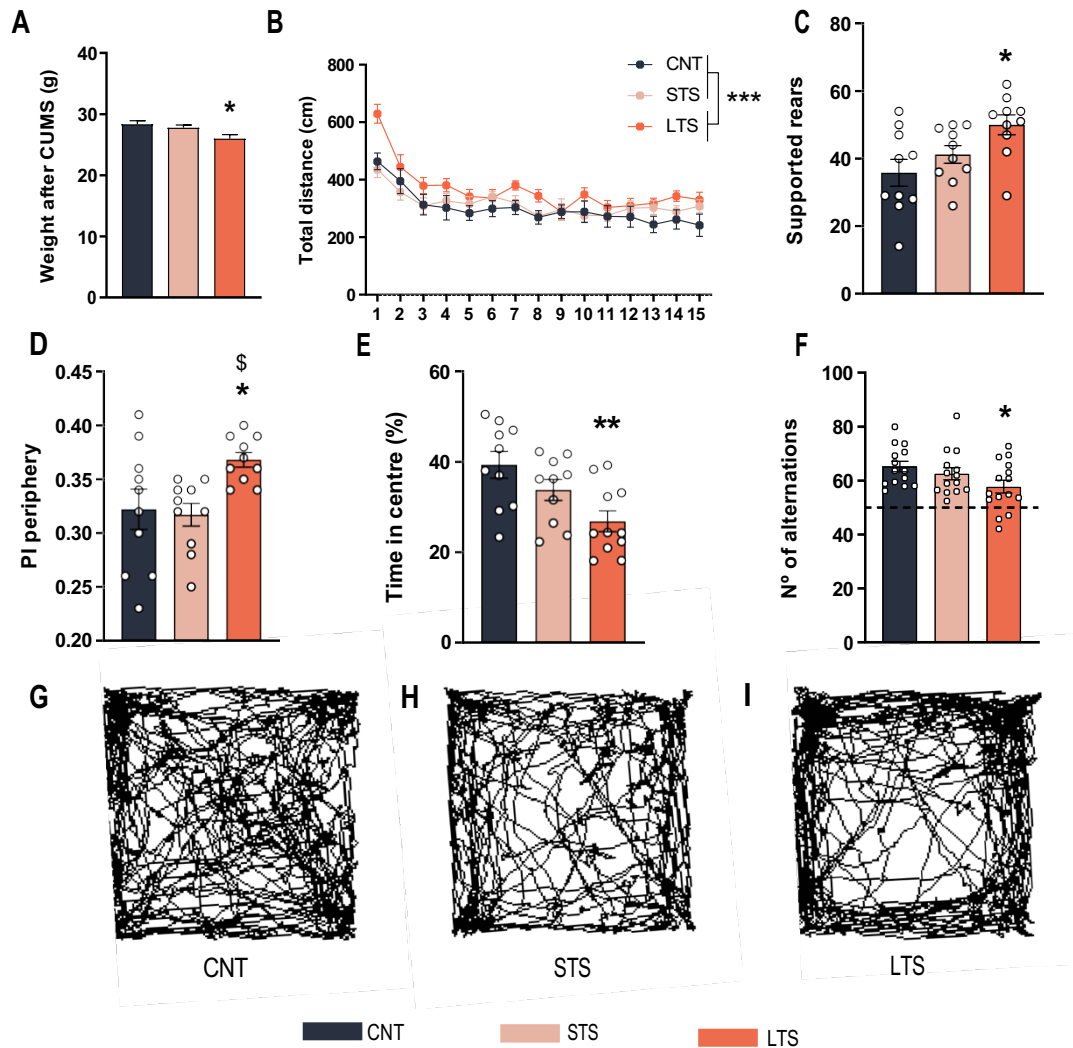 A
B
C
Weight after CUMS (g)
40
30
20
10
0
*
Total distance (cm)
800
600
400
200
0
1 2 3 4 5 6 7 8 9 10 11 12 13 14 15
CNT
STS
LTS
***
Supported rears
80
60
40
20
0
*
D
E
F
PI periphery
0.45
0.40
0.35
0.30
0.25
0.20
$
*
Time in centre (%)
60
40
20
0
**
Nº of alternations
100
80
60
40
20
0
*
G
H
I
CNT
STS
LTS
CNT
STS
LTS